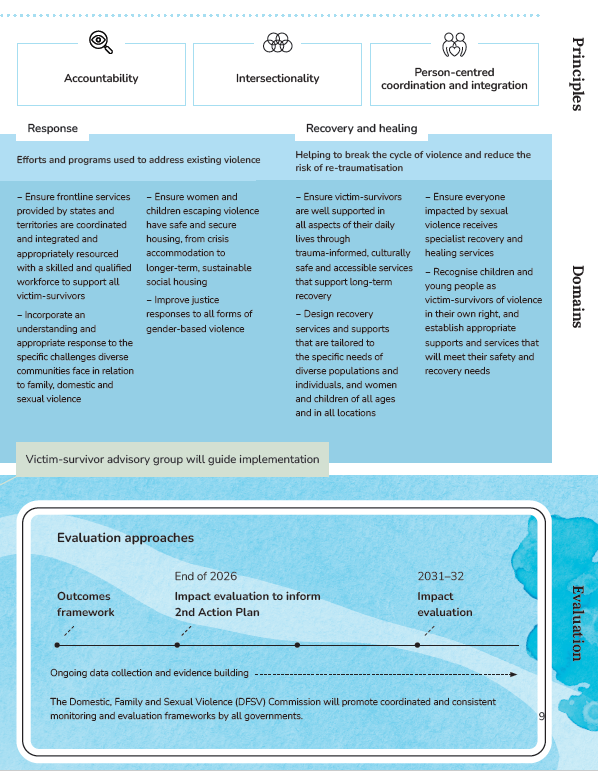 Accountability
Intersectionality
Person-centred
coordination and integration
Principles
Response
Efforts and programs used to address existing violence
– Ensure frontline services
provided by states and
territories are coordinated
and integrated and
appropriately resourced
with a skilled and qualified
workforce to support all
victim-survivors
– Incorporate an
understanding and
appropriate response to the
specific challenges diverse
communities face in relation
to family, domestic and
sexual violence
– Ensure women and
children escaping violence
have safe and secure
housing, from crisis
accommodation to
longer-term, sustainable
social housing
– Improve justice
responses to all forms of
gender-based violence
Recovery and healing
Helping to break the cycle of violence and reduce the
risk of re-traumatisation
– Ensure victim-survivors
are well supported in
all aspects of their daily
lives through
trauma-informed, culturally
safe and accessible services
that support long-term
recovery
– Design recovery
services and supports
that are tailored to
the specific needs of
diverse populations and
individuals, and women
and children of all ages
and in all locations
– Ensure everyone
impacted by sexual
violence receives
specialist recovery and
healing services
– Recognise children and
young people as
victim-survivors of violence
in their own right, and
establish appropriate
supports and services that
will meet their safety and
recovery needs
Domains
Victim-survivor advisory group will guide implementation
Evaluation approaches
Outcomes
framework
End of 2026
Impact evaluation to inform
2nd Action Plan
2031–32
Impact
evaluation
Ongoing data collection and evidence building
The Domestic, Family and Sexual Violence (DFSV) Commission will promote coordinated and consistent
monitoring and evaluation frameworks by all governments.
Evaluation
9